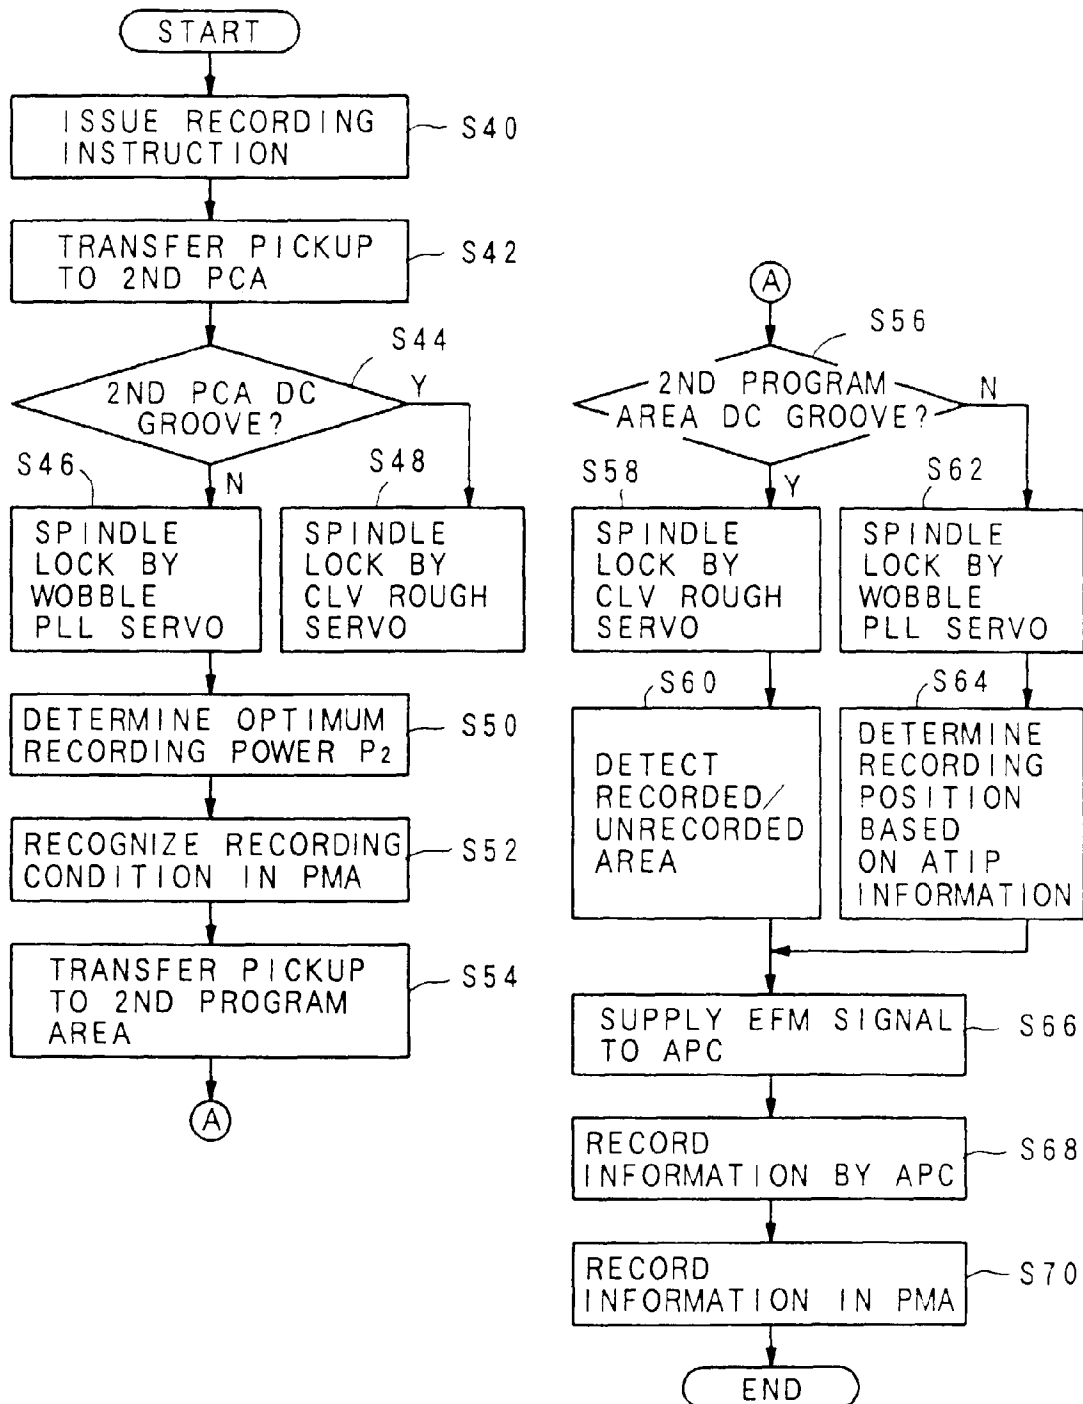 START
ISSUE RECORDING
INSTRUCTION
S40
TRANSFER PICKUP
TO 2ND PCA
S42
S44
2ND PCA DC
GROOVE?
Y
N
S46
SPINDLE
LOCK BY
WOBBLE
PLL SERVO
S48
SPINDLE
LOCK BY
CLV ROUGH
SERVO
DETERMINE OPTIMUM
RECORDING POWER P2
S50
RECOGNIZE RECORDING
CONDITION IN PMA
S52
TRANSFER PICKUP
TO 2ND PROGRAM
AREA
S54
A
A
S56
2ND PROGRAM
AREA DC GROOVE?
N
Y
S58
SPINDLE
LOCK BY
CLV ROUGH
SERVO
S62
SPINDLE
LOCK BY
WOBBLE
PLL SERVO
S60
DETECT
RECORDED/
UNRECORDED
AREA
S64
DETERMINE
RECORDING
POSITION
BASED
ON ATIP
INFORMATION
SUPPLY EFM SIGNAL
TO APC
S66
RECORD
INFORMATION BY APC
S68
RECORD
INFORMATION IN PMA
S70
END